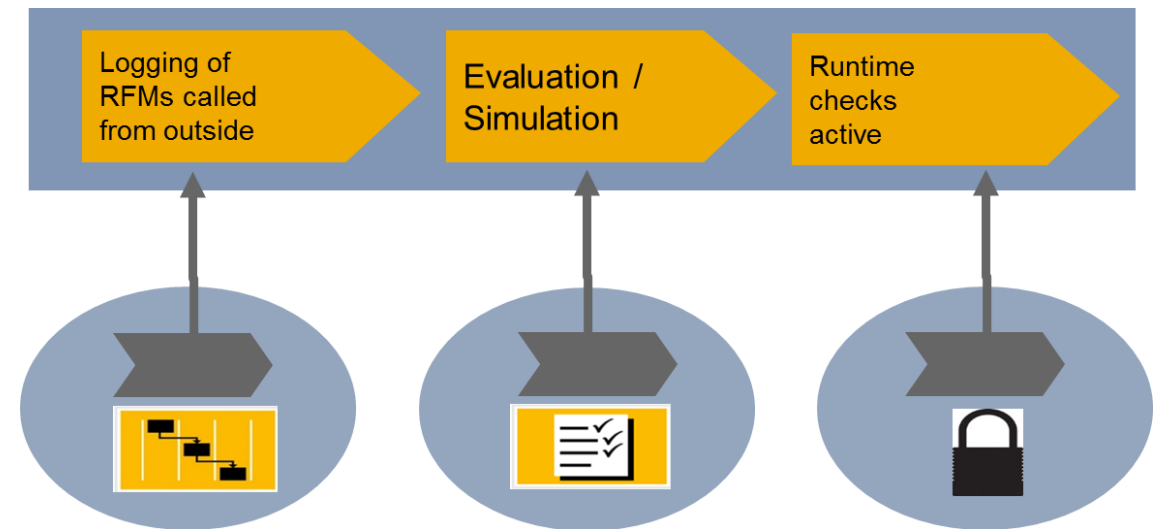 Logging of
RFMs called
from outside
Evaluation /
Simulation
Runtime
checks
active